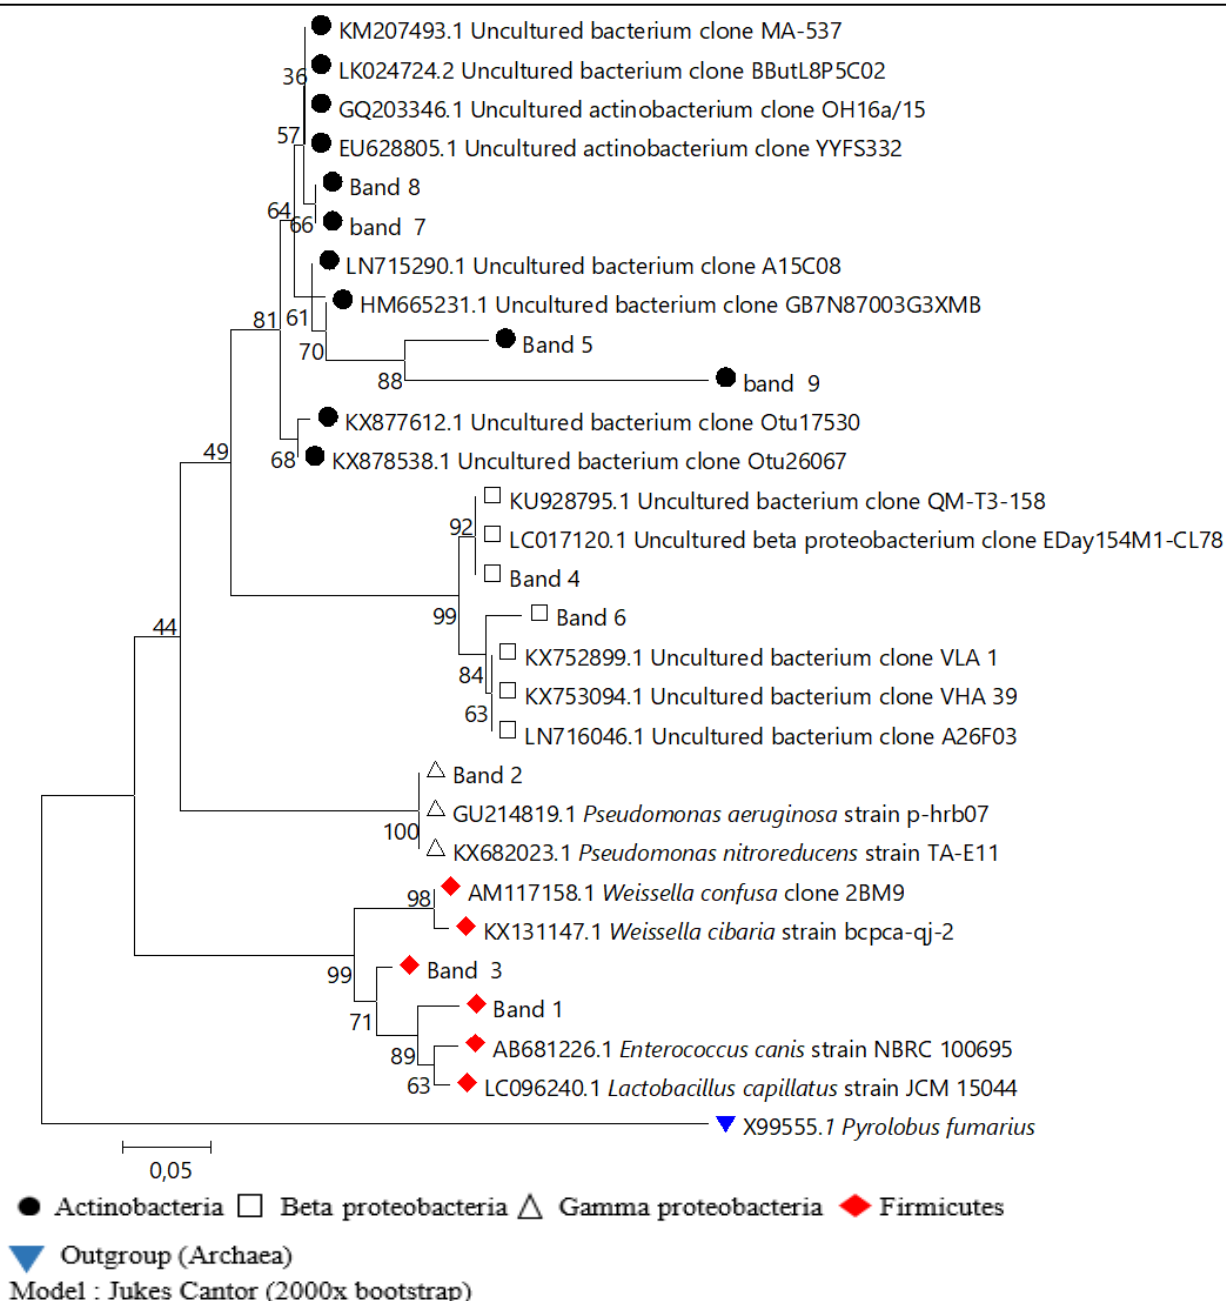 KM207493.1 Uncultured bacterium clone MA-537
LK024724.2 Uncultured bacterium clone BButL8P5C02
36
GQ203346.1 Uncultured actinobacterium clone OH16a/15
57
EU628805.1 Uncultured actinobacterium clone YYFS332
Band 8
64
66
band 7
LN715290.1 Uncultured bacterium clone A15C08
HM665231.1 Uncultured bacterium clone GB7N87003G3XMB
81
61
Band 5
70
88
band 9
KX877612.1 Uncultured bacterium clone Otu17530
49
68
KX878538.1 Uncultured bacterium clone Otu26067
KU928795.1 Uncultured bacterium clone QM-T3-158
92
LC017120.1 Uncultured beta proteobacterium clone EDay154M1-CL78
Band 4
99
Band 6
44
KX752899.1 Uncultured bacterium clone VLA 1
84
KX753094.1 Uncultured bacterium clone VHA 39
63
LN716046.1 Uncultured bacterium clone A26F03
Band 2
GU214819.1 Pseudomonas aeruginosa strain p-hrb07
100
KX682023.1 Pseudomonas nitroreducens strain TA-E11
98
AM117158.1 Weissella confusa clone 2BM9
KX131147.1 Weissella cibaria strain bcpca-qj-2
99
Band 3
71
Band 1
89
AB681226.1 Enterococcus canis strain NBRC 100695
63
LC096240.1 Lactobacillus capillatus strain JCM 15044
X99555.1 Pyrolobus fumarius
0,05
Actinobacteria Beta proteobacteria Gamma proteobacteria Firmicutes
Outgroup (Archaea)
Model : Jukes Cantor (2000x bootstrap)